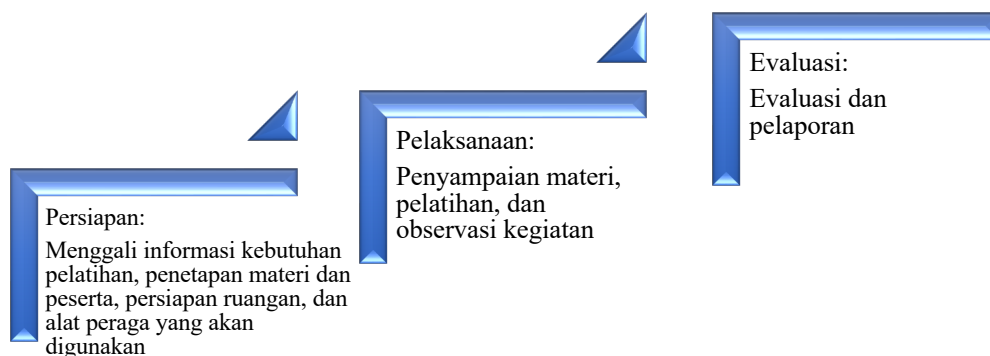 Persiapan:
Menggali informasi kebutuhan
pelatihan, penetapan materi dan
peserta, persiapan ruangan, dan
alat peraga yang akan
digunakan
Pelaksanaan:
Penyampaian materi,
pelatihan, dan
observasi kegiatan
Evaluasi:
Evaluasi dan
pelaporan